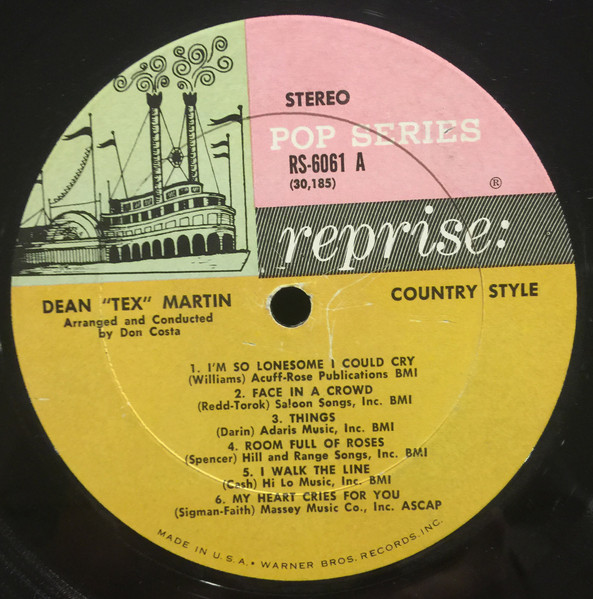 STEREO
POP SERIES
RS-6061 A
(30,185)
®
reprise:
DEAN "TEX" MARTIN
Arranged and Conducted
by Don Costa
COUNTRY STYLE
1. I'M SO LONESOME I COULD CRY
(Williams) Acuff-Rose Publications BMI
2. FACE IN A CROWD
(Redd-Torok) Saloon Songs, Inc. BMI
3. THINGS
(Darin) Adaris Music, Inc. BMI
4. ROOM FULL OF ROSES
(Spencer) Hill and Range Songs, Inc. BMI
5. I WALK THE LINE
(Cash) Hi Lo Music, Inc. BMI
6. MY HEART CRIES FOR YOU
(Sigman-Faith) Massey Music Co., Inc. ASCAP
MADE IN U.S.A. • WARNER BROS. RECORDS, INC.